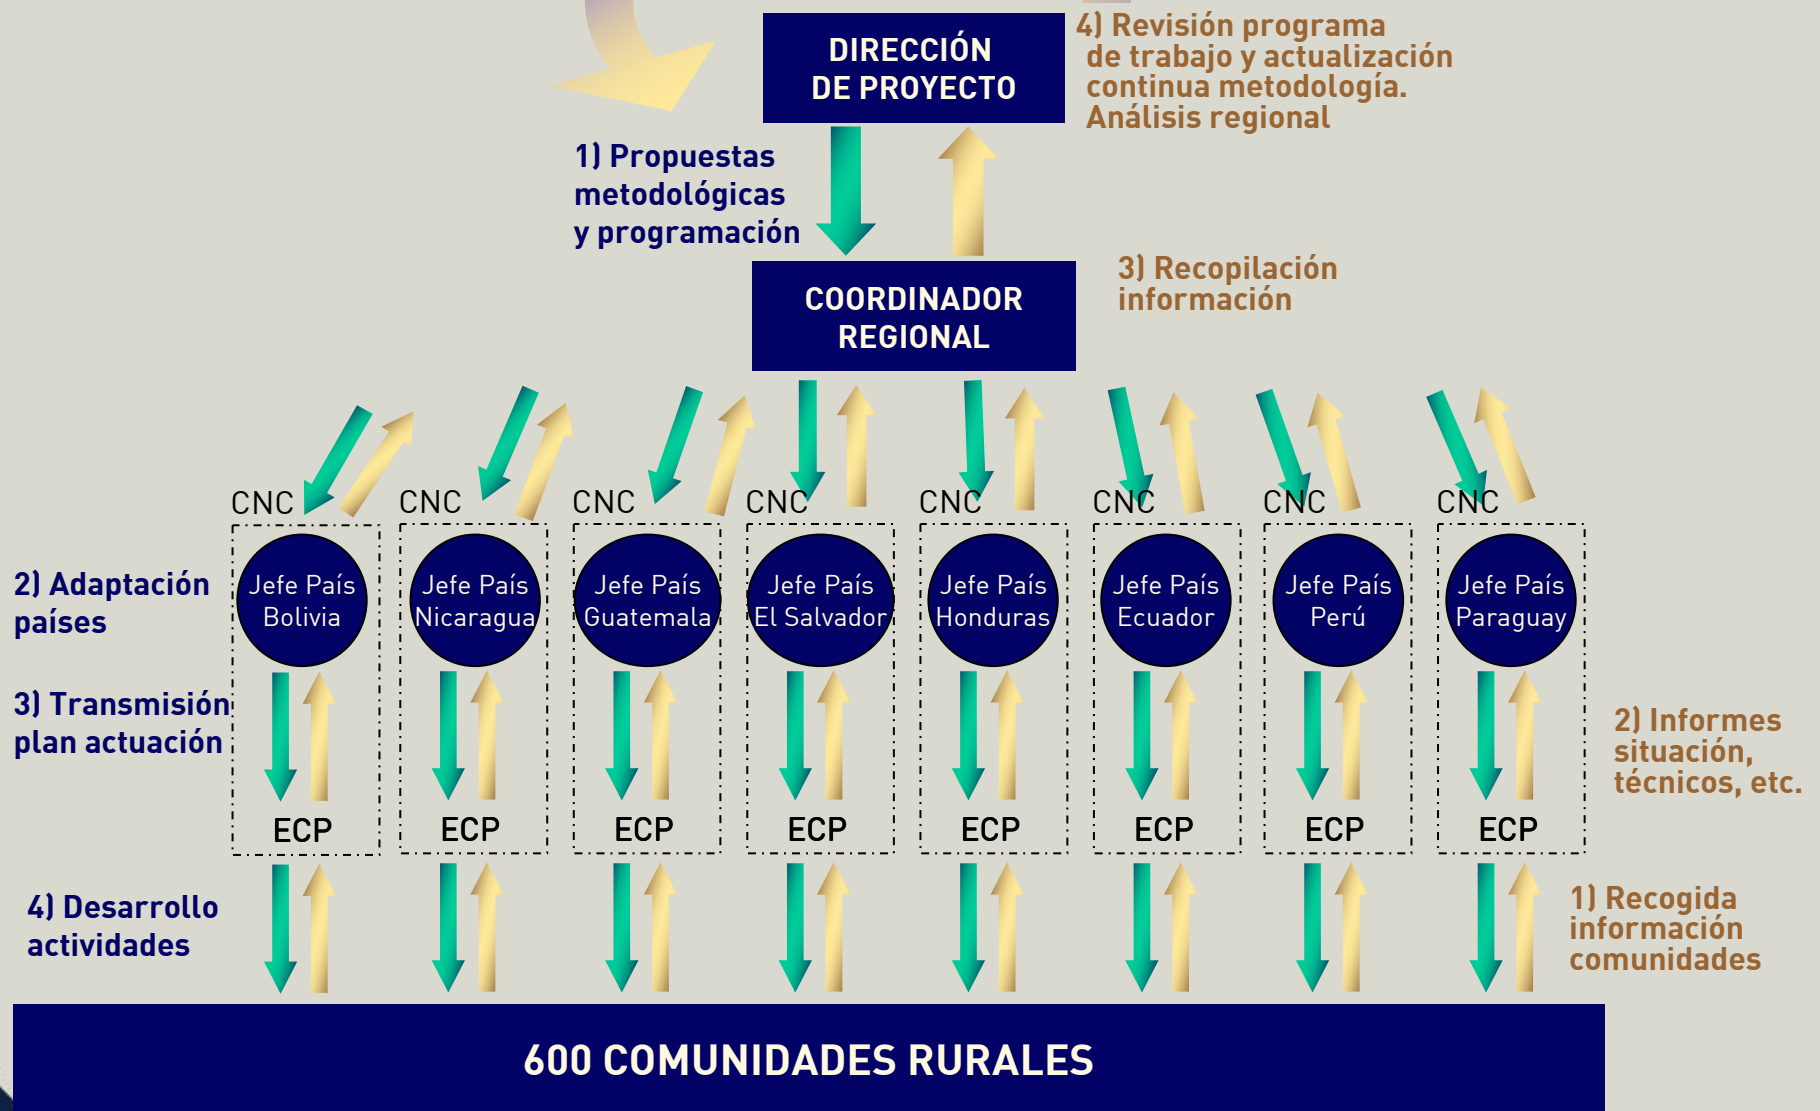 DIRECCIÓN
DE PROYECTO
4) Revisión programa
de trabajo y actualización
continua metodología.
Análisis regional
1) Propuestas
metodológicas
y programación
3) Recopilación
información
COORDINADOR
REGIONAL
CNC
CNC
CNC
CNC
CNC
CNC
CNC
CNC
2) Adaptación
países
Jefe País
Bolivia
Jefe País
Nicaragua
Jefe País
Guatemala
Jefe País
El Salvador
Jefe País
Honduras
Jefe País
Ecuador
Jefe País
Perú
Jefe País
Paraguay
3) Transmisión
plan actuación
2) Informes
situación,
técnicos, etc.
ECP
ECP
ECP
ECP
ECP
ECP
ECP
ECP
4) Desarrollo
actividades
1) Recogida
información
comunidades
600 COMUNIDADES RURALES